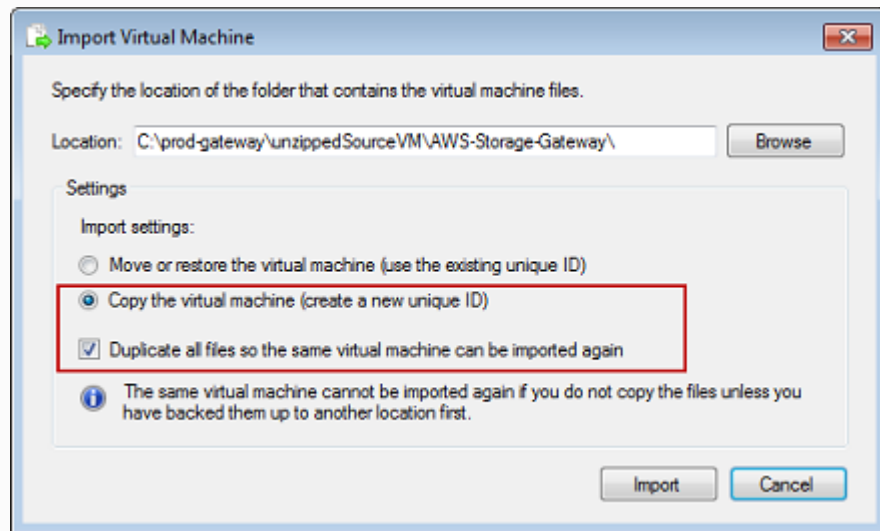 Import Virtual Machine
Specify the location of the folder that contains the virtual machine files.
Location: C:\prod-gateway\unzippedSourceVM\AWS-Storage-Gateway\ Browse
Settings
Import settings:
Move or restore the virtual machine (use the existing unique ID)
Copy the virtual machine (create a new unique ID)
Duplicate all files so the same virtual machine can be imported again
The same virtual machine cannot be imported again if you do not copy the files unless you
have backed them up to another location first.
Import Cancel